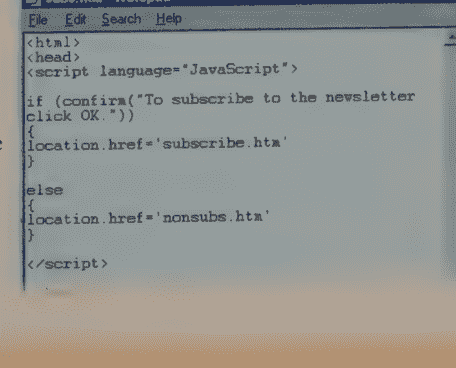 File Edit Search Help
<html>
<head>
<script language="JavaScript">
if (confirm("To subscribe to the newsletter
click OK."))
{
location.href='subscribe.htm'
}
else
{
location.href='nonsubs.htm'
}
</script>